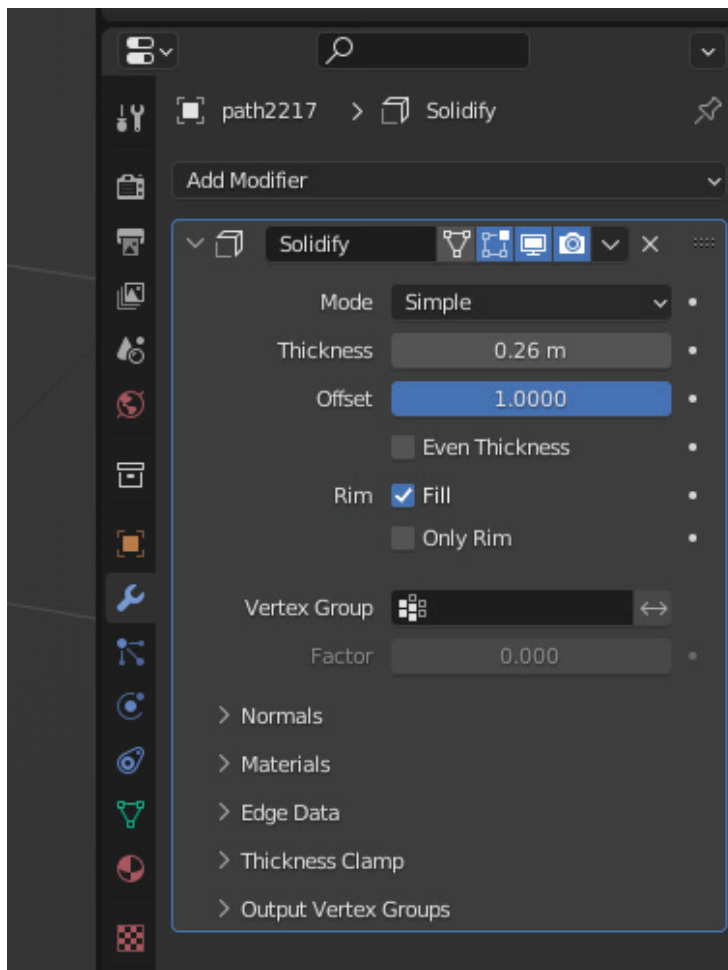 path2217 > Solidify
Add Modifier
Solidify
Mode Simple
Thickness 0.26 m
Offset 1.0000
Even Thickness
Rim Fill
Only Rim
Vertex Group
Factor 0.000
Normals
Materials
Edge Data
Thickness Clamp
Output Vertex Groups